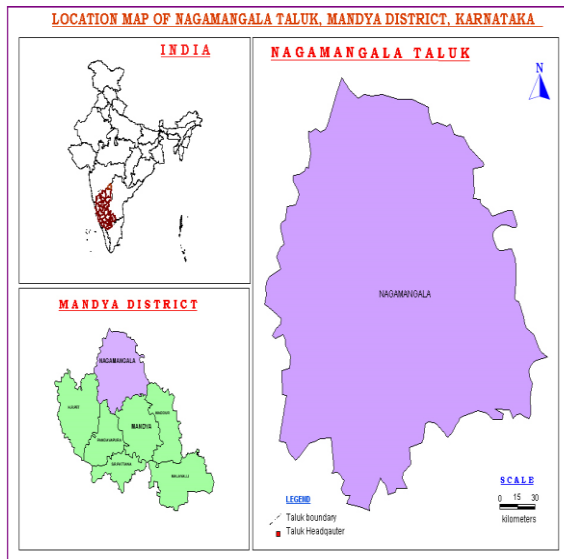 LOCATION MAP OF NAGAMANGALA TALUK, MANDYA DISTRICT, KARNATAKA
INDIA
NAGAMANGALA TALUK
N
NAGAMANGALA
MANDYA DISTRICT
NAGAMANGALA
MANDYA
MALAVALLI
SCALE
0 15 30
kilometers
LEGEND
Taluk boundary
Taluk Headqauter